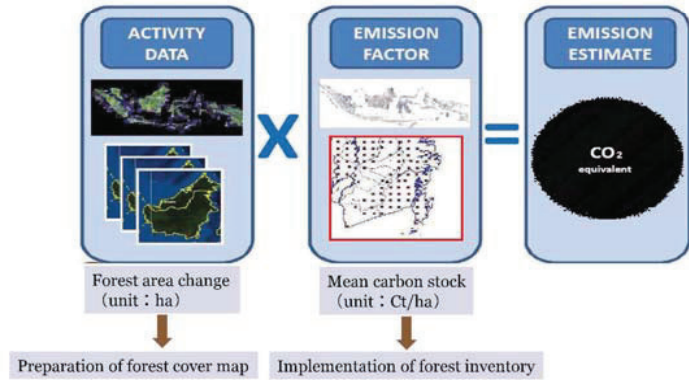 ACTIVITY
DATA
EMISSION
FACTOR
EMISSION
ESTIMATE
X
=
CO₂
equivalent
Forest area change
（unit：ha）
Mean carbon stock
（unit：Ct/ha）
Preparation of forest cover map
Implementation of forest inventory